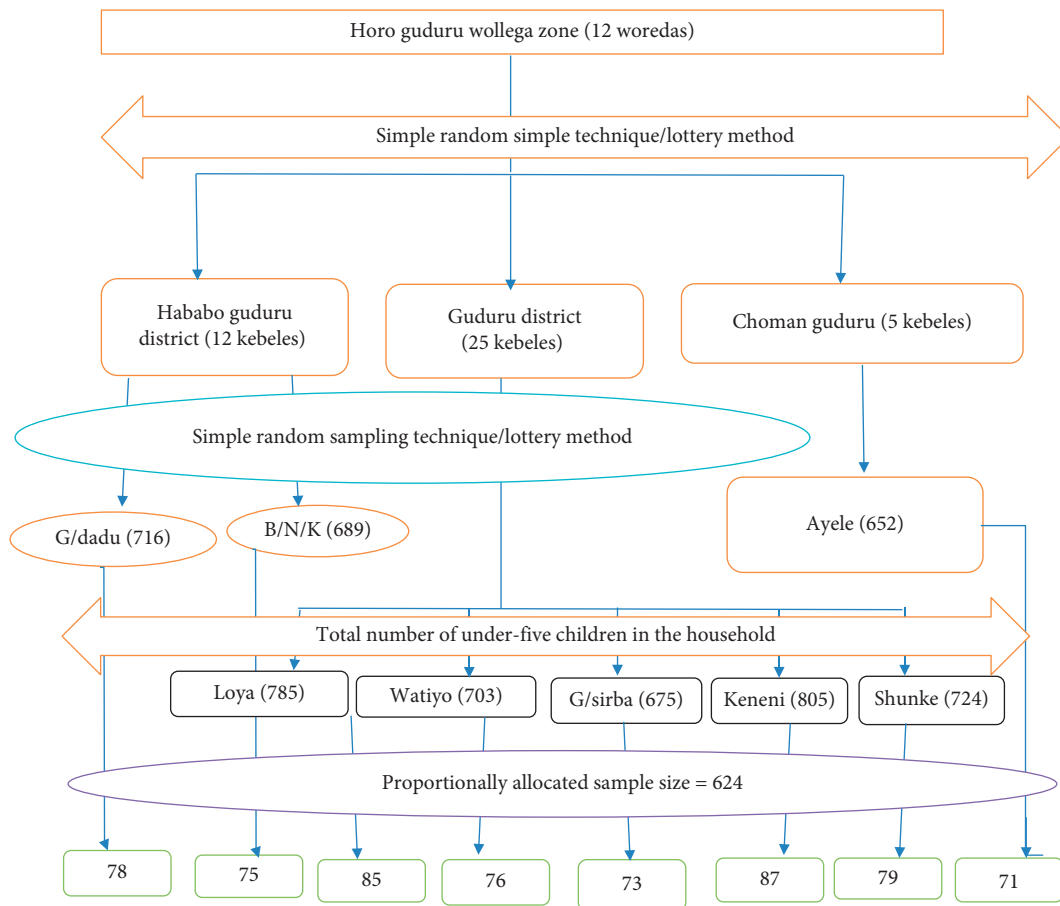 Horo guduru wollega zone (12 woredas)
Simple random simple technique/lottery method
Hababo guduru
district (12 kebeles)
Guduru district
(25 kebeles)
Choman guduru (5 kebeles)
Simple random sampling technique/lottery method
G/dadu (716)
B/N/K (689)
Ayele (652)
Total number of under-five children in the household
Loya (785)
Watiyo (703)
G/sirba (675)
Keneni (805)
Shunke (724)
Proportionally allocated sample size = 624
78
75
85
76
73
87
79
71